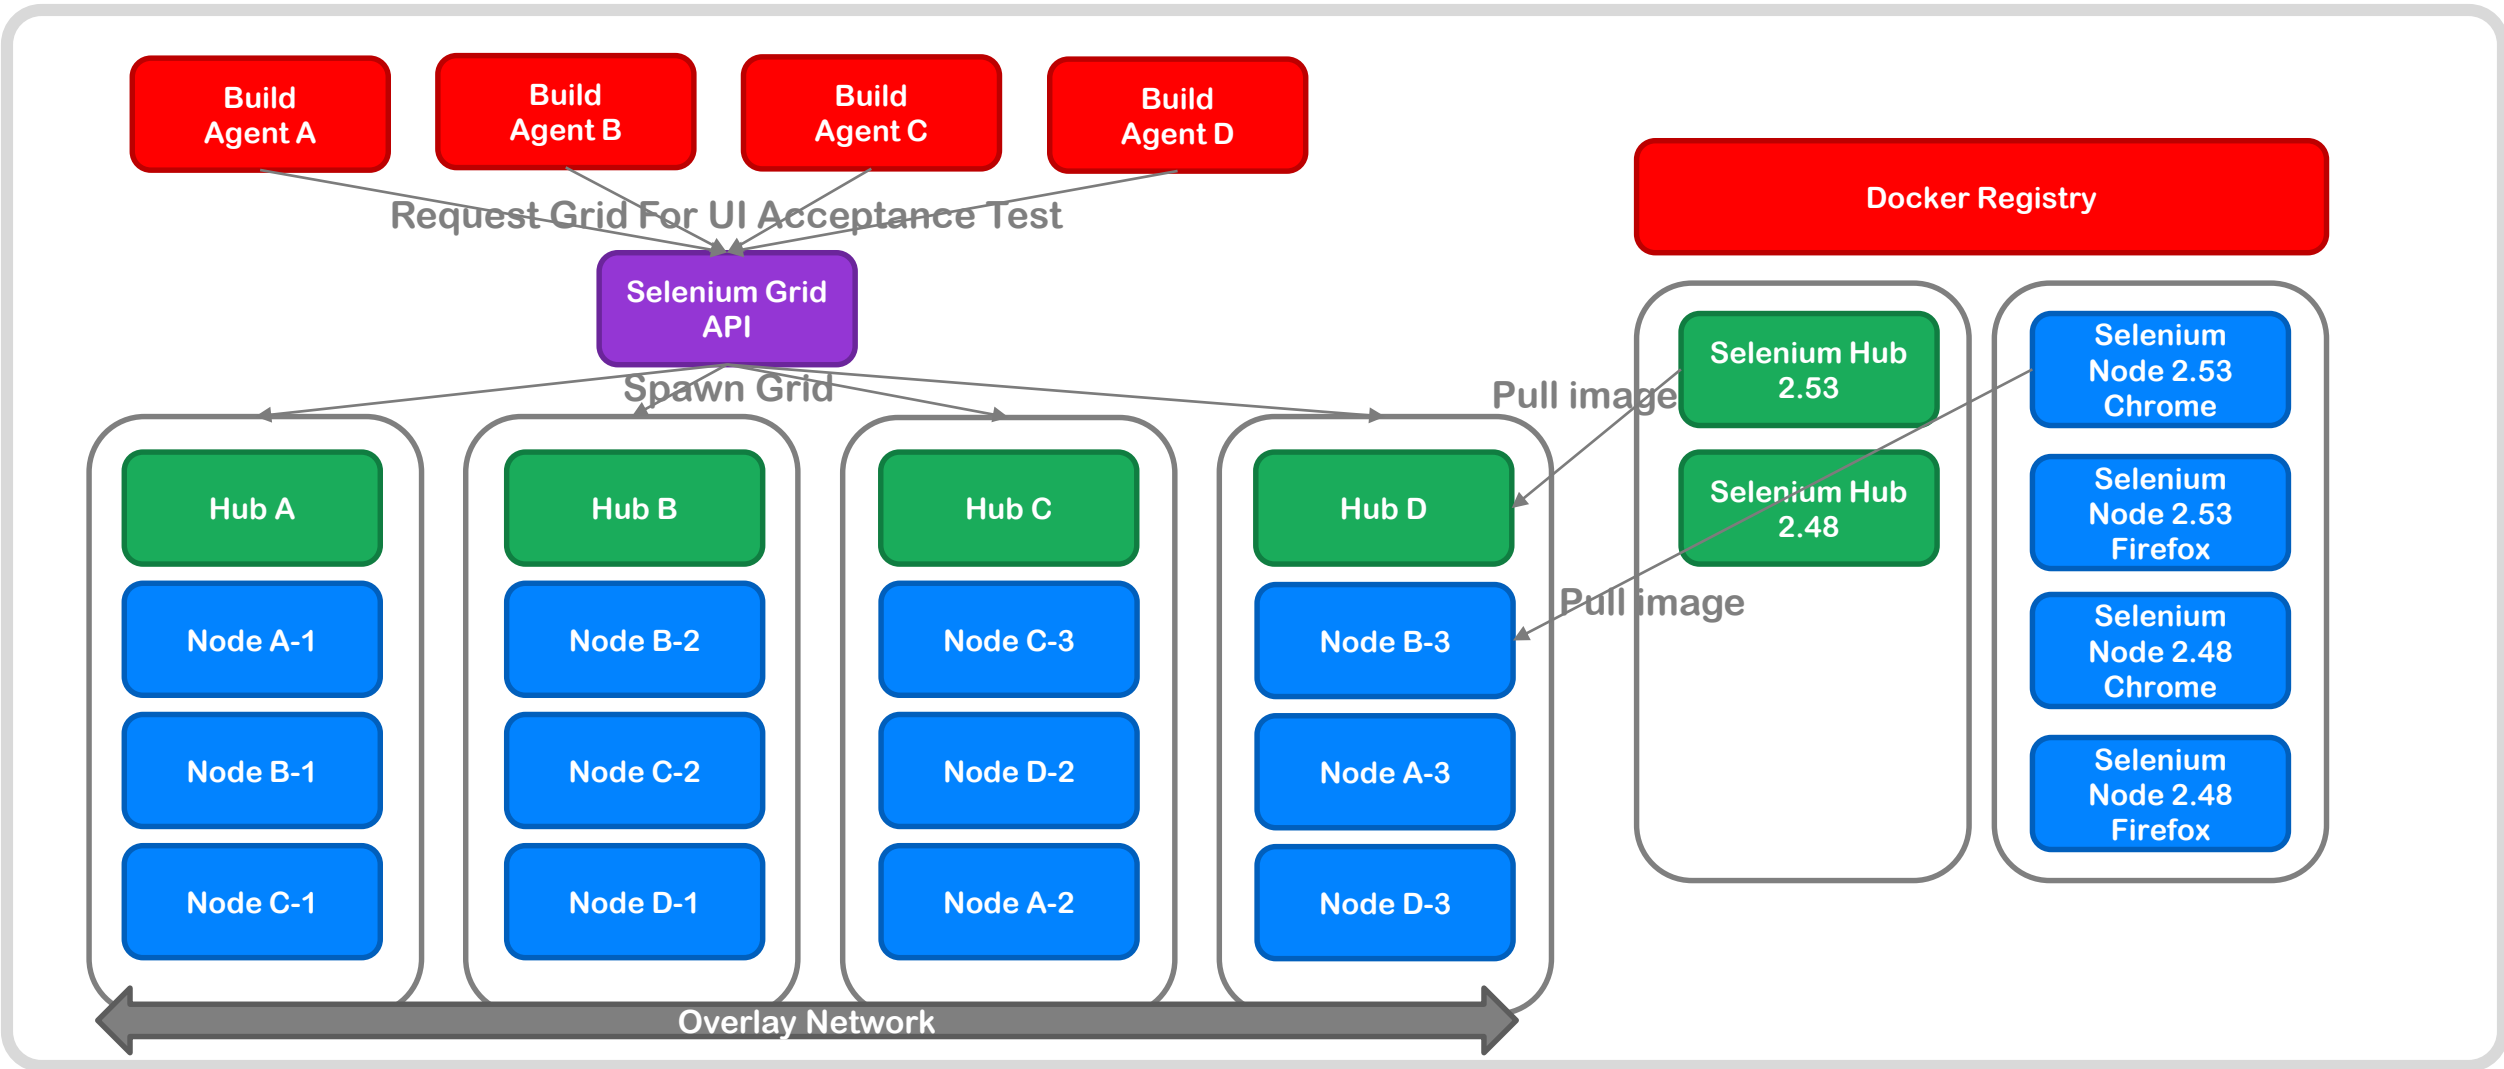 Build
Agent A
Build
Agent B
Build
Agent C
Build
Agent D
Request Grid For UI Acceptance Test
Selenium Grid
API
Spawn Grid
Hub A
Node A-1
Node B-1
Node C-1
Hub B
Node B-2
Node C-2
Node D-1
Hub C
Node C-3
Node D-2
Node A-2
Hub D
Node B-3
Node A-3
Node D-3
Overlay Network
Pull image
Pull image
Docker Registry
Selenium Hub
2.53
Selenium Hub
2.48
Selenium
Node 2.53
Chrome
Selenium
Node 2.53
Firefox
Selenium
Node 2.48
Chrome
Selenium
Node 2.48
Firefox